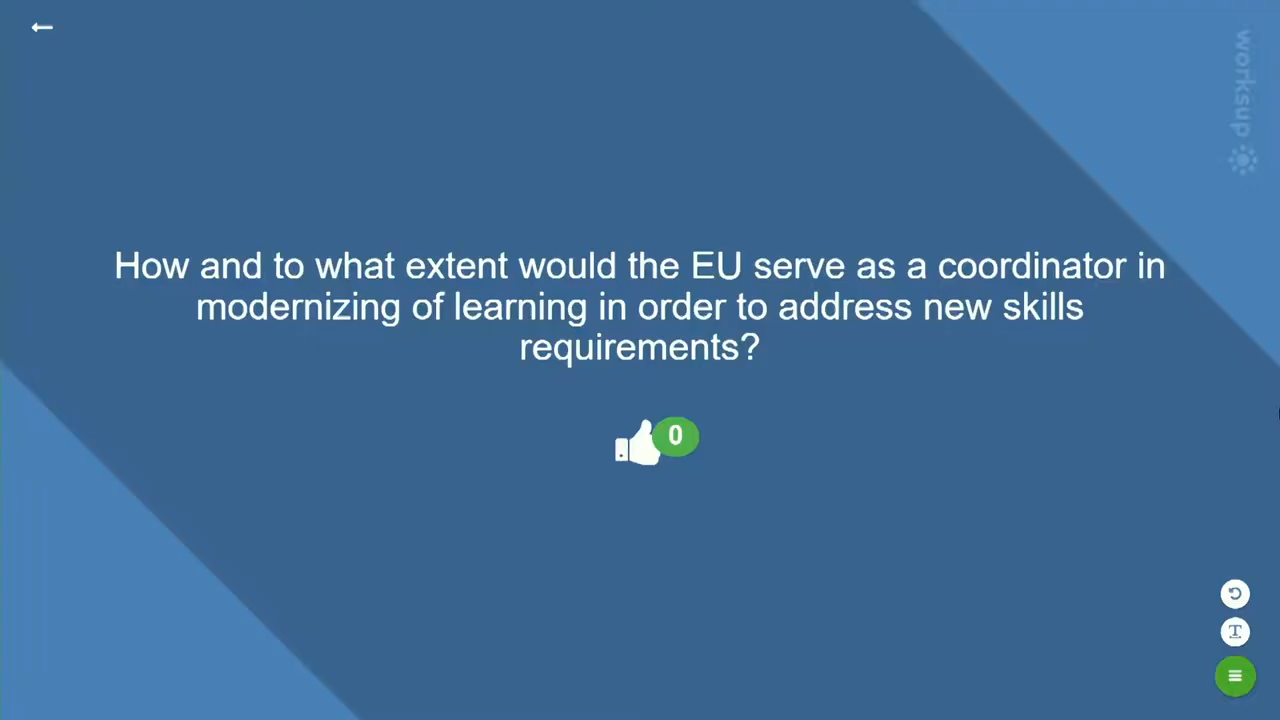 worksup
How and to what extent would the EU serve as a coordinator in
modernizing of learning in order to address new skills
requirements?
0
T